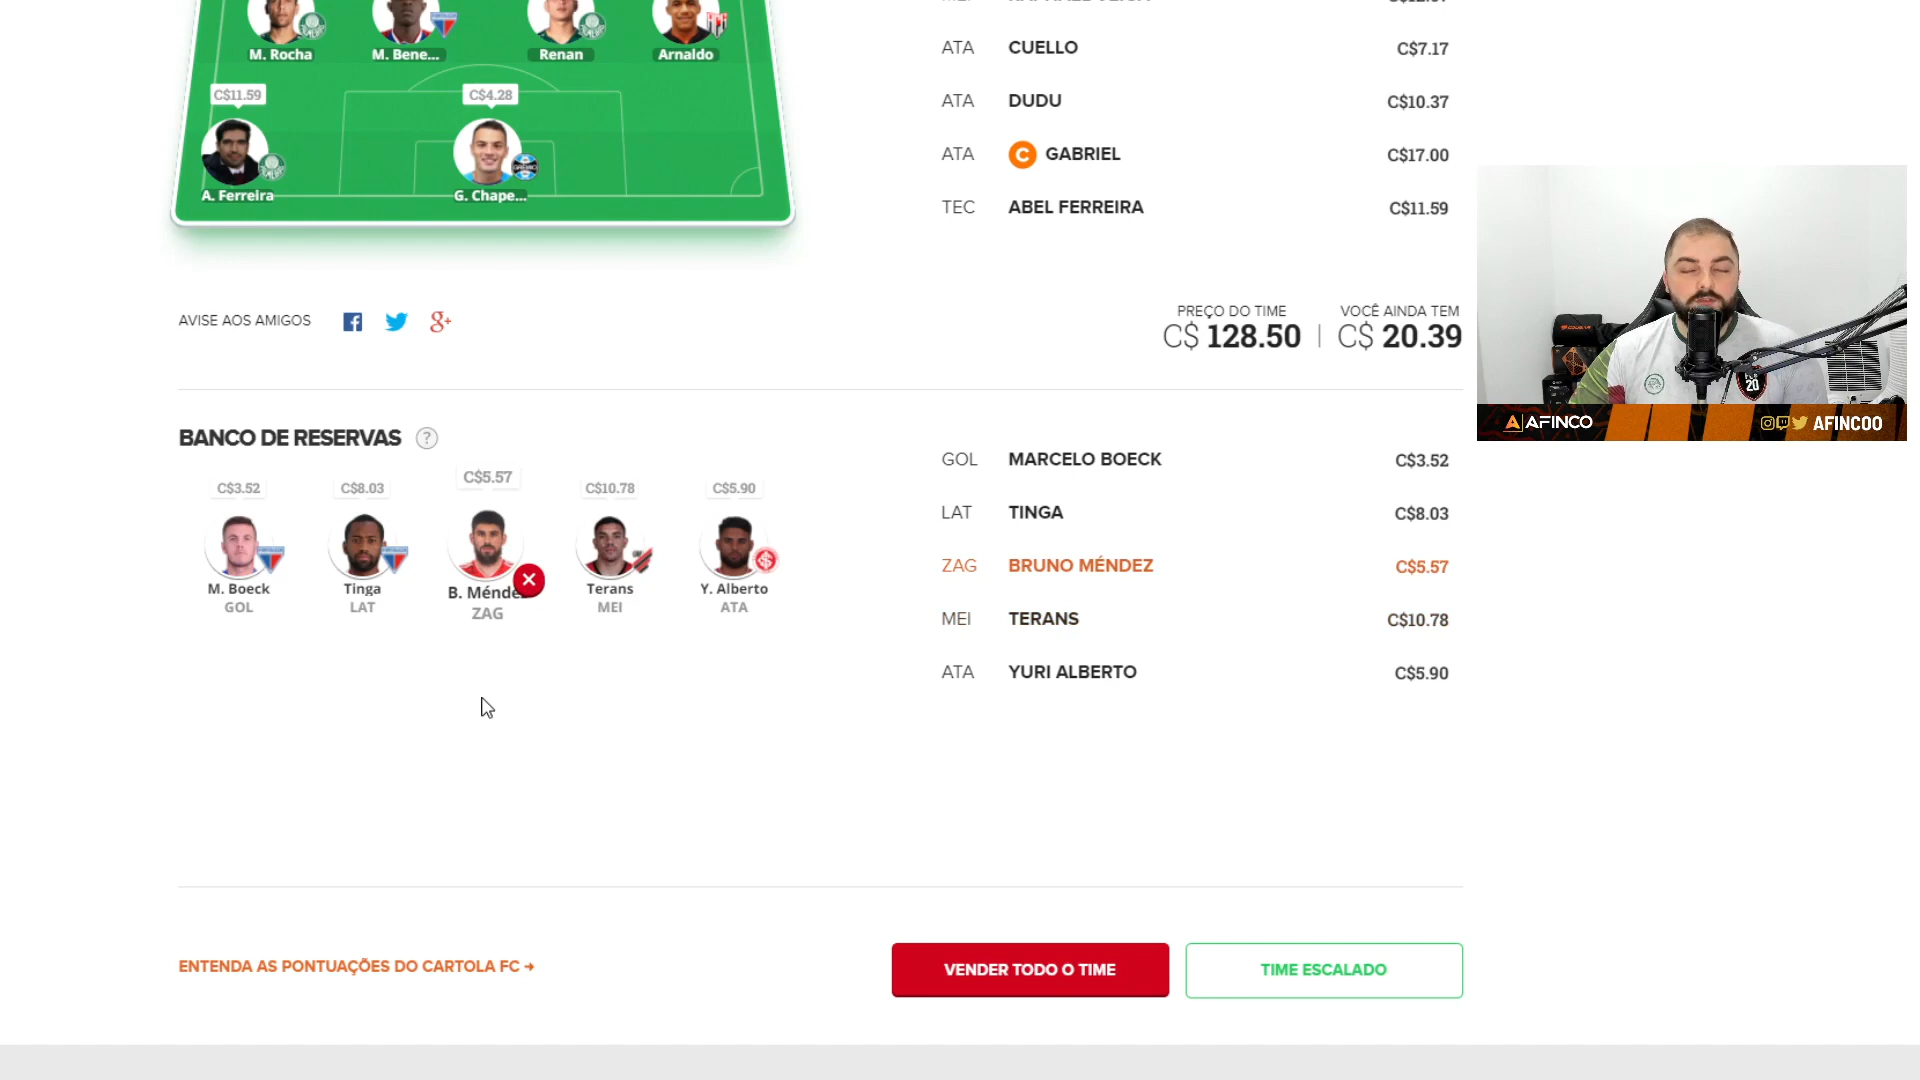 M. Rocha
M. Bene...
Renan
Arnaldo
C$11.59
C$4.28
A. Ferreira
G. Chape...
ATA CUELLO C$7.17
ATA DUDU C$10.37
ATA C GABRIEL C$17.00
TEC ABEL FERREIRA C$11.59
AVISE AOS AMIGOS
PREÇO DO TIME
C$ 128.50
VOCÊ AINDA TEM
C$ 20.39
AFINCO
AFINCOO
BANCO DE RESERVAS ?
C$3.52
C$8.03
C$5.57
C$10.78
C$5.90
M. Boeck
GOL
Tinga
LAT
B. Ménde
ZAG
Terans
MEI
Y. Alberto
ATA
GOL MARCELO BOECK C$3.52
LAT TINGA C$8.03
ZAG BRUNO MÉNDEZ C$5.57
MEI TERANS C$10.78
ATA YURI ALBERTO C$5.90
ENTENDA AS PONTUAÇÕES DO CARTOLA FC →
VENDER TODO O TIME
TIME ESCALADO